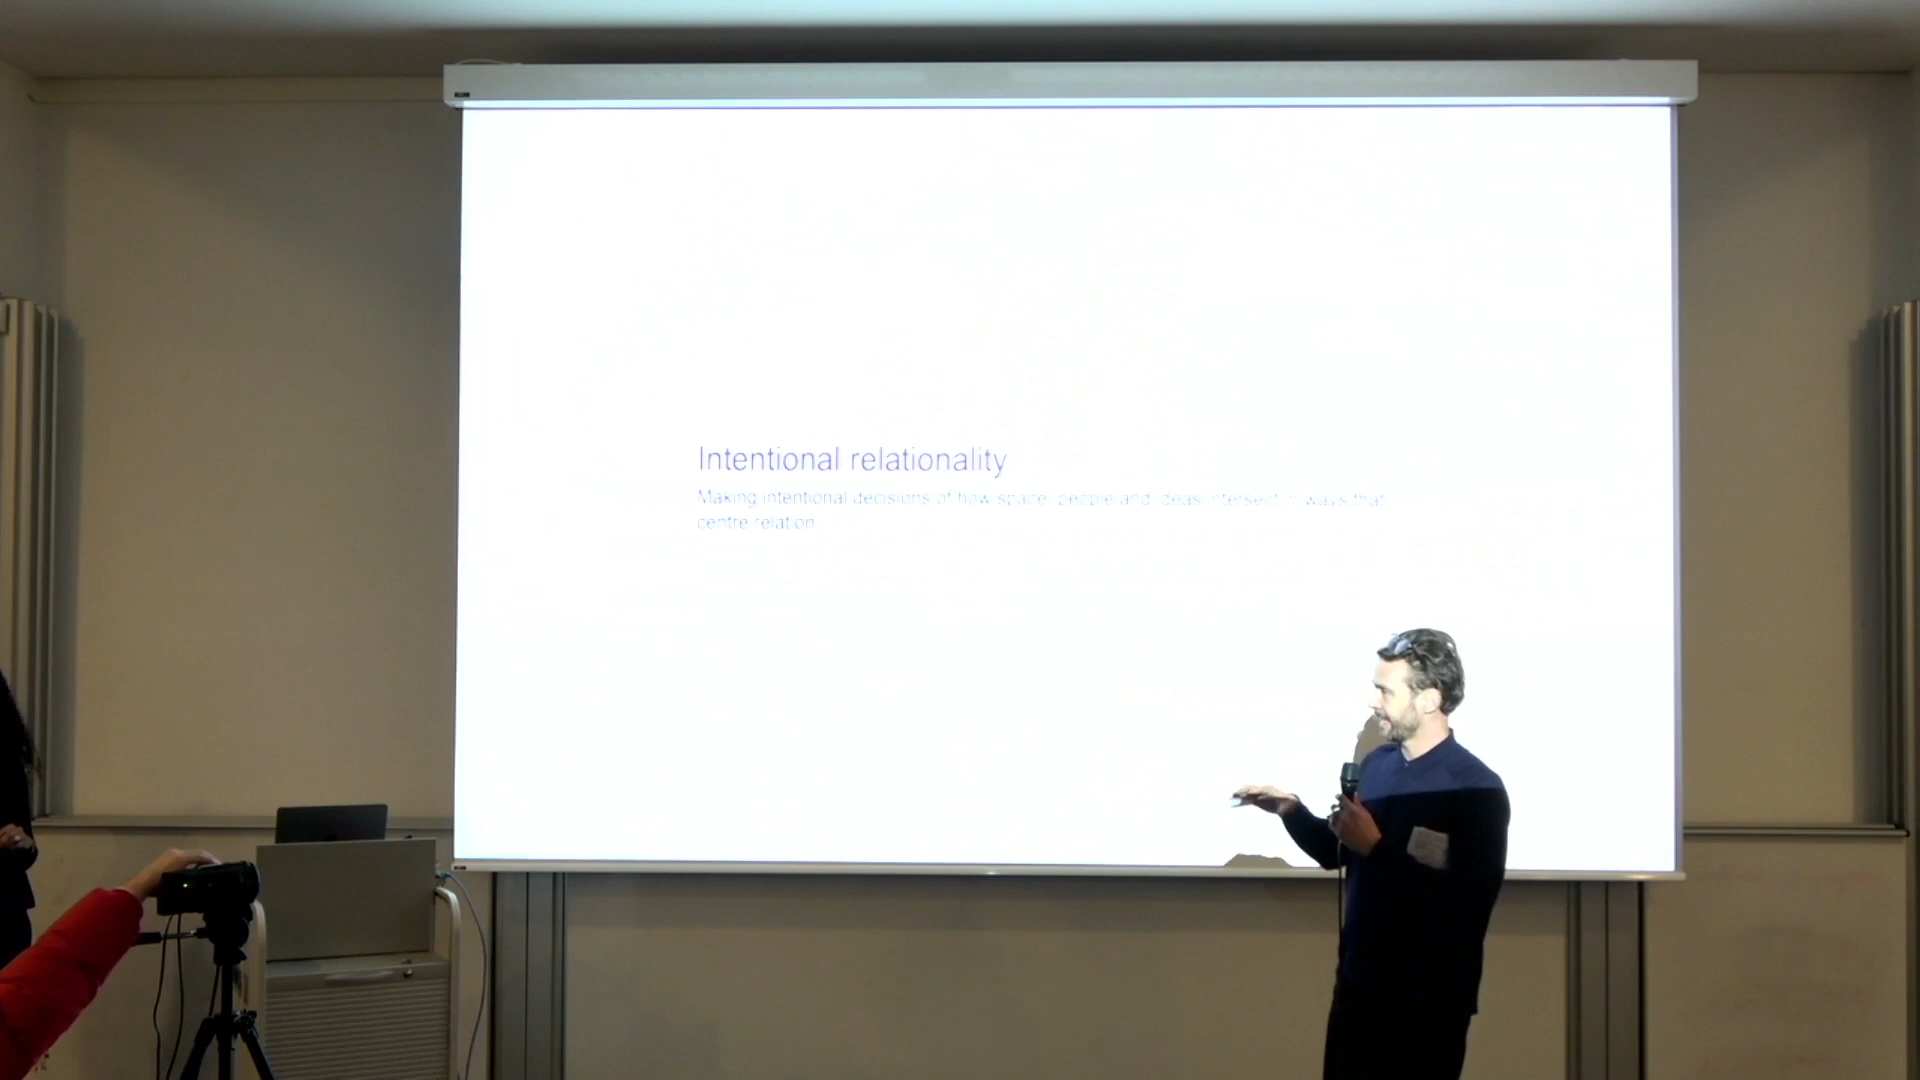 Intentional relationality
Making intentional decisions of how space, people and ideas intersect in ways that
centre relation